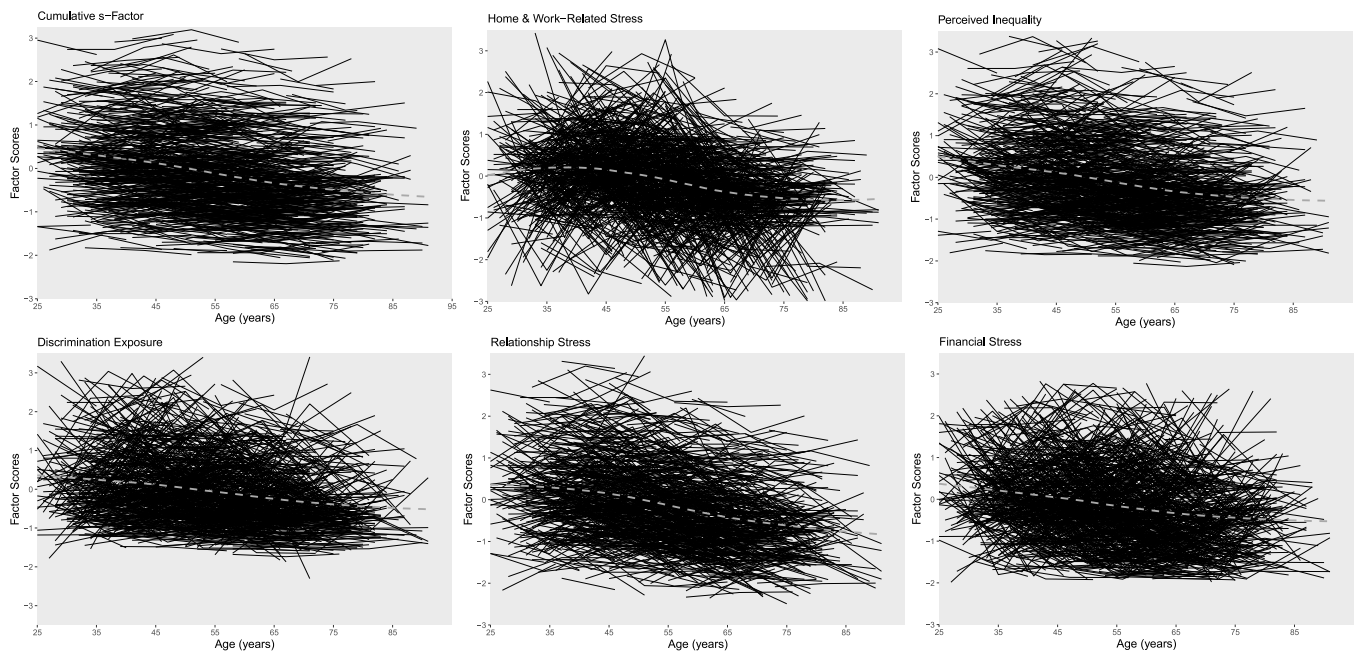 Cumulative s−Factor
Factor Scores
3
2
1
0
−1
−2
−3
25 35 45 55 65 75 85 95
Age (years)
Home & Work−Related Stress
Factor Scores
3
2
1
0
−1
−2
−3
25 35 45 55 65 75 85
Age (years)
Perceived Inequality
Factor Scores
3
2
1
0
−1
−2
−3
25 35 45 55 65 75 85
Age (years)
Discrimination Exposure
Factor Scores
3
2
1
0
−1
−2
−3
25 35 45 55 65 75 85
Age (years)
Relationship Stress
Factor Scores
3
2
1
0
−1
−2
−3
25 35 45 55 65 75 85
Age (years)
Financial Stress
Factor Scores
3
2
1
0
−1
−2
−3
25 35 45 55 65 75 85
Age (years)